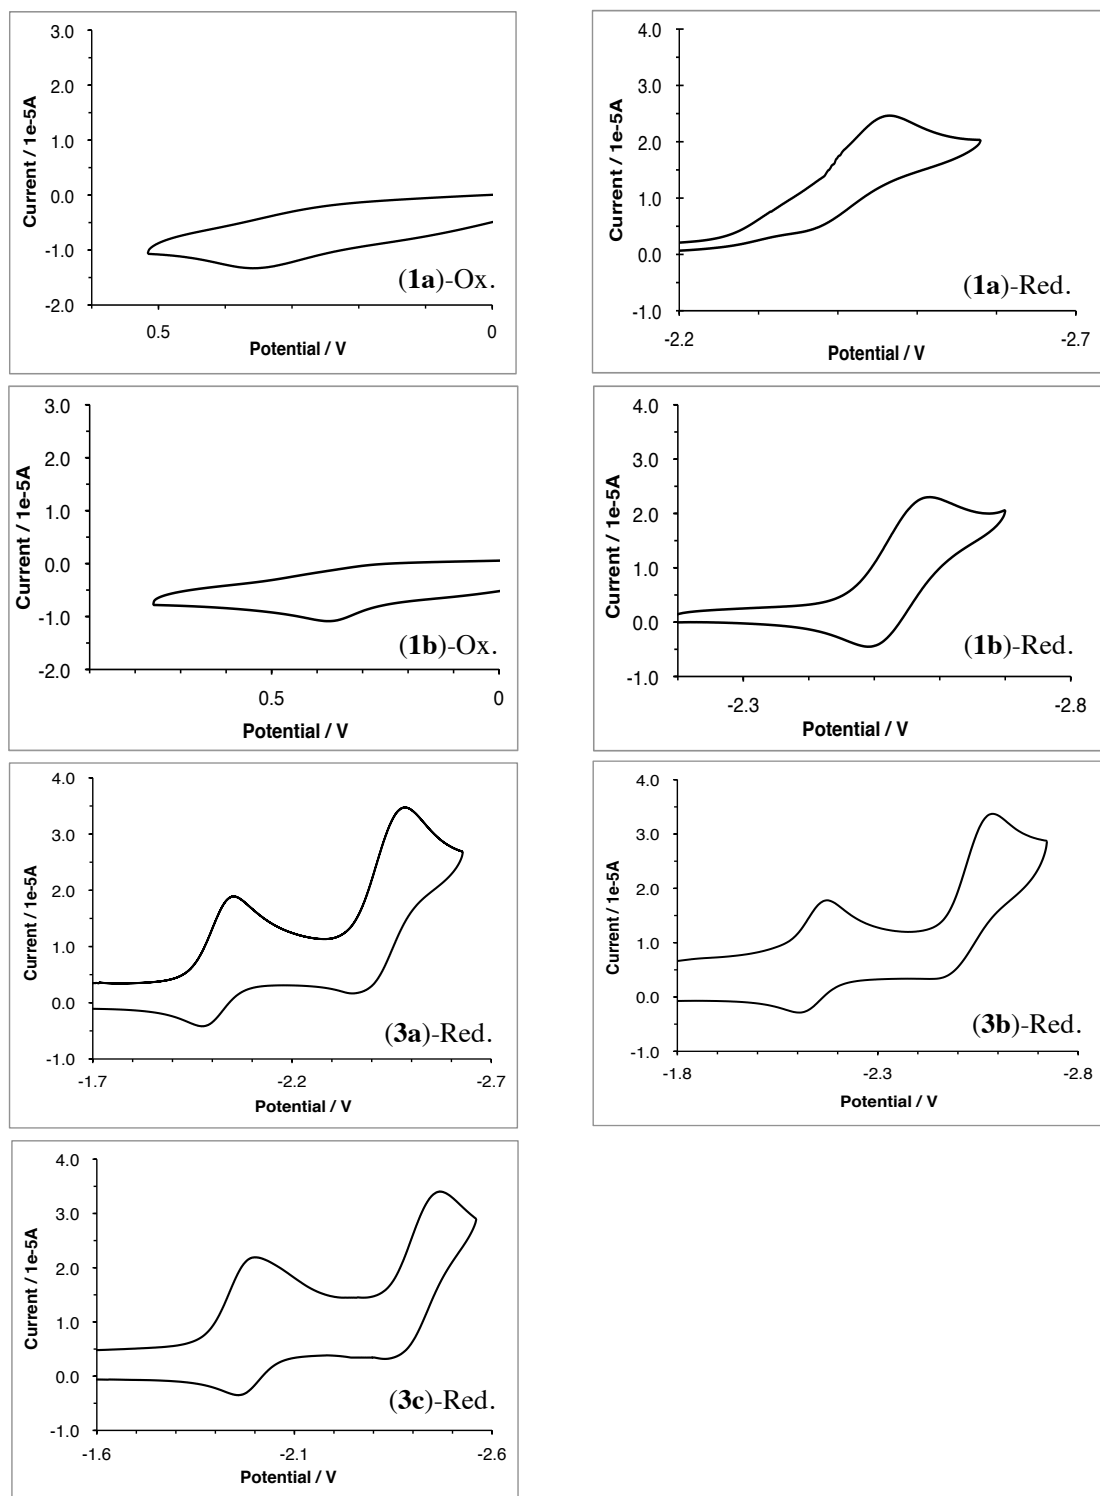 3.0
2.0
1.0
0.0
-1.0
-2.0
Current / 1e-5A
0.5
0
Potential / V
(1a)-Ox.
4.0
3.0
2.0
1.0
0.0
-1.0
Current / 1e-5A
-2.2
-2.7
Potential / V
(1a)-Red.
3.0
2.0
1.0
0.0
-1.0
-2.0
Current / 1e-5A
0.5
0
Potential / V
(1b)-Ox.
4.0
3.0
2.0
1.0
0.0
-1.0
Current / 1e-5A
-2.3
-2.8
Potential / V
(1b)-Red.
4.0
3.0
2.0
1.0
0.0
-1.0
Current / 1e-5A
-1.7
-2.2
-2.7
Potential / V
(3a)-Red.
4.0
3.0
2.0
1.0
0.0
-1.0
Current / 1e-5A
-1.8
-2.3
-2.8
Potential / V
(3b)-Red.
4.0
3.0
2.0
1.0
0.0
-1.0
Current / 1e-5A
-1.6
-2.1
-2.6
Potential / V
(3c)-Red.